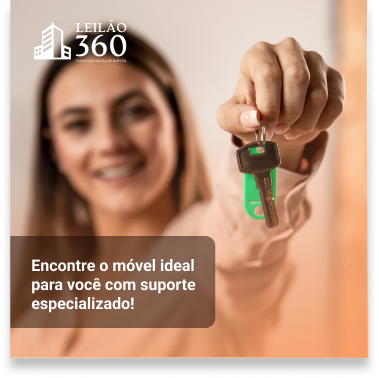 LEILÃO
360
Encontre o móvel ideal
para você com suporte
especializado!